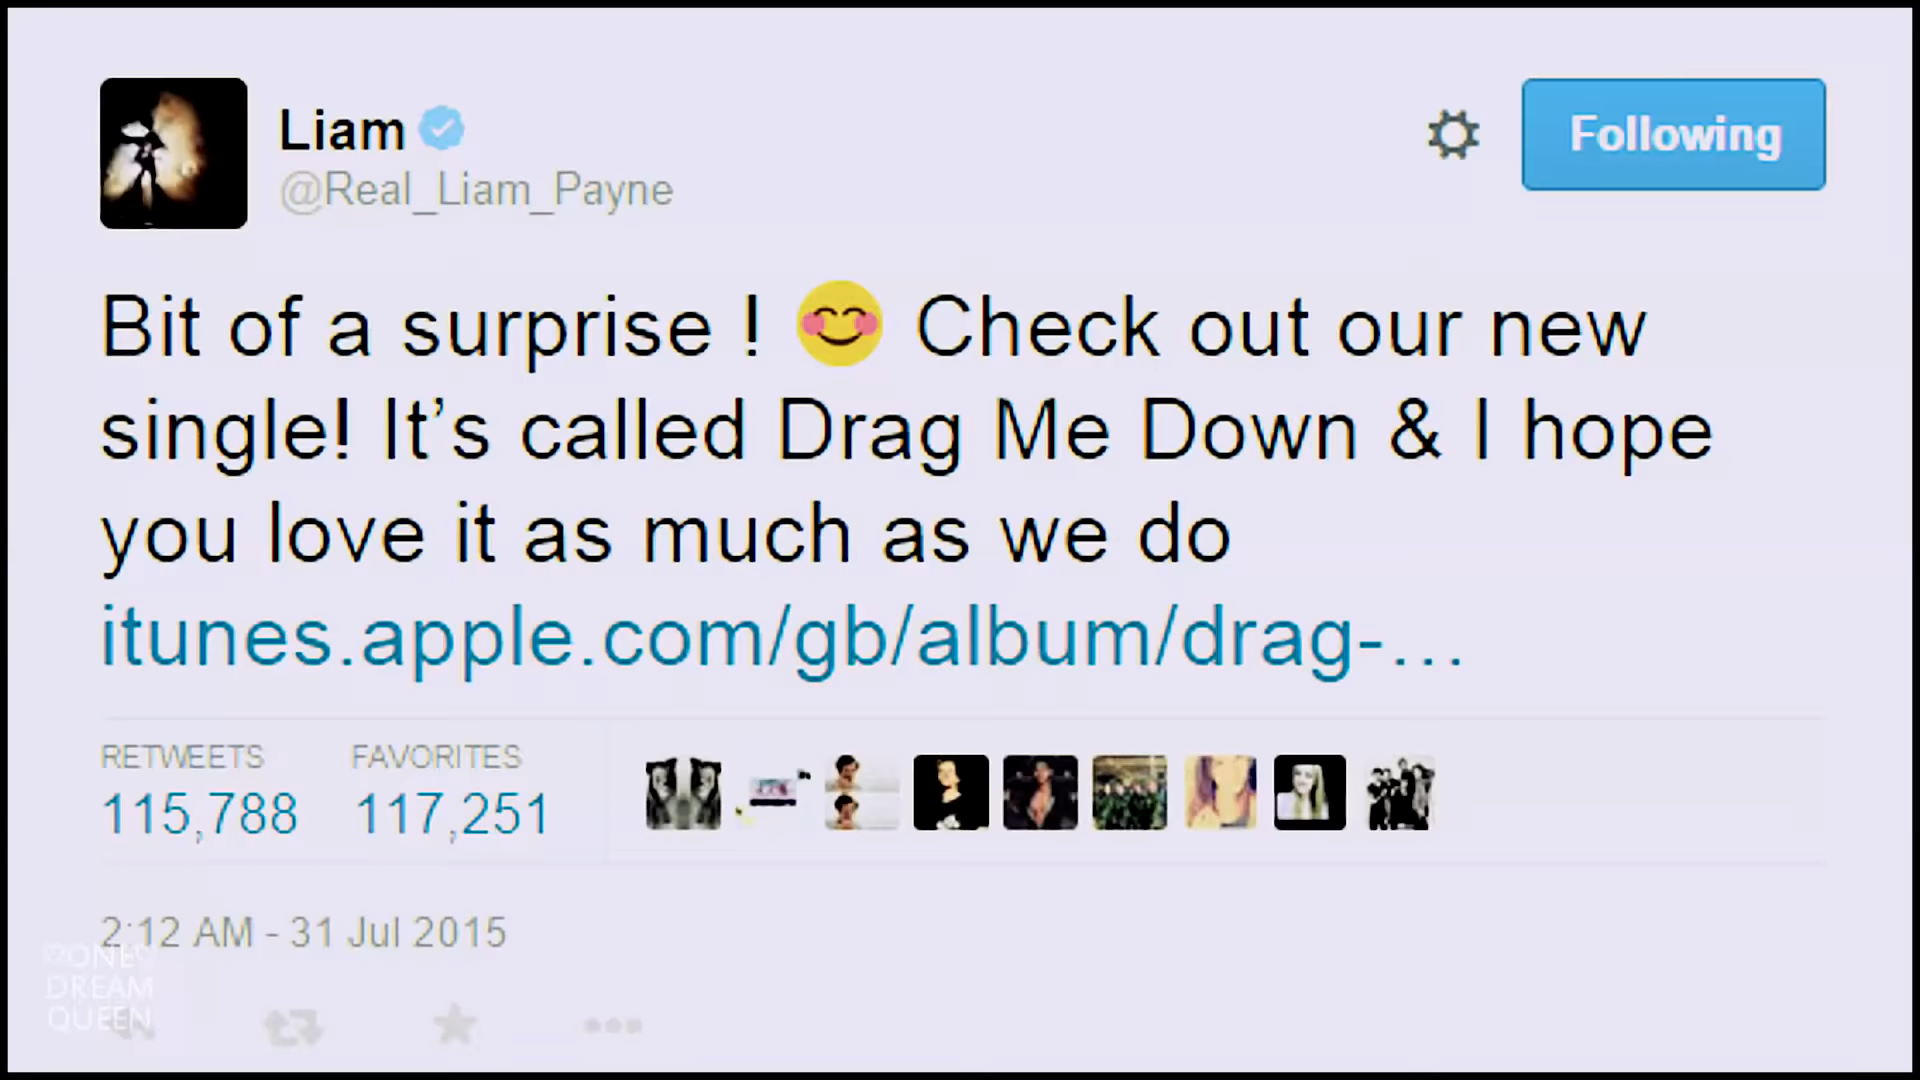 Liam
@Real_Liam_Payne
Following
Bit of a surprise ! 😊 Check out our new
single! It’s called Drag Me Down & I hope
you love it as much as we do
itunes.apple.com/gb/album/drag-…
RETWEETS FAVORITES
115,788 117,251
2:12 AM - 31 Jul 2015
ONE
DREAM
QUEEN